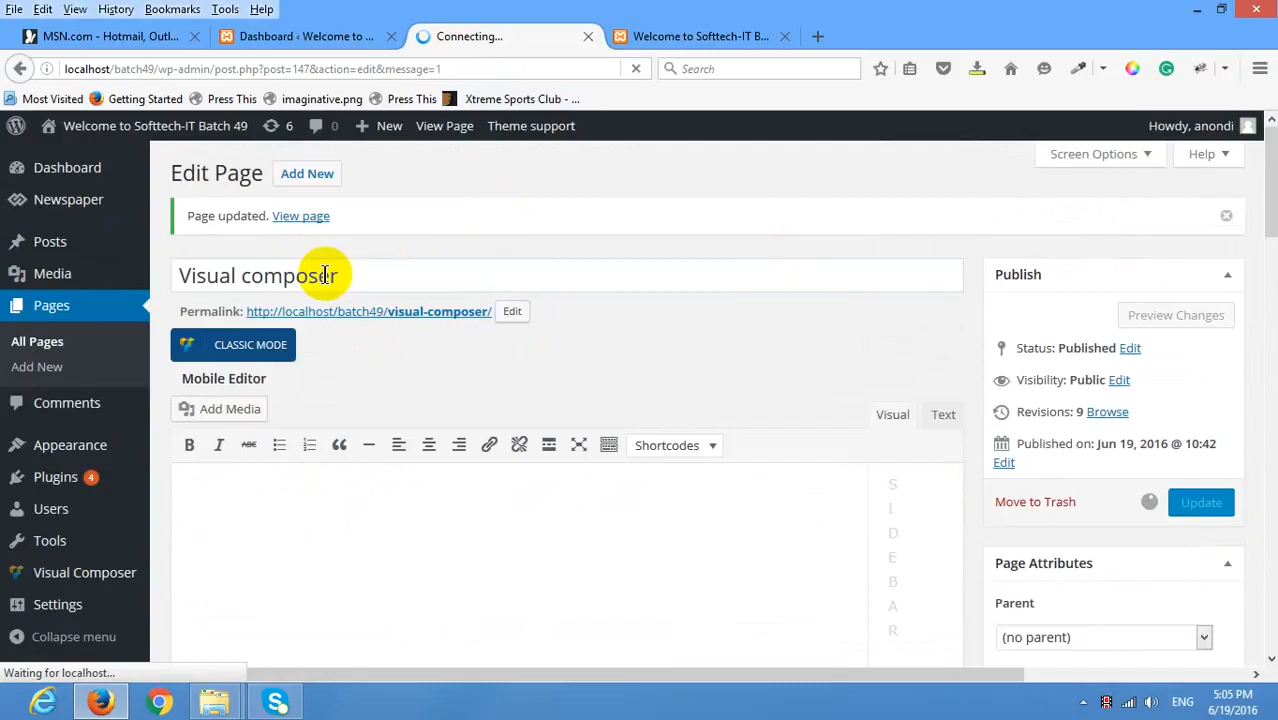 File Edit View History Bookmarks Tools Help
MSN.com - Hotmail, Outl... Dashboard ‹ Welcome to ... Connecting... Welcome to Softtech-IT B...
localhost/batch49/wp-admin/post.php?post=147&action=edit&message=1 Search
Most Visited Getting Started Press This imaginative.png Press This Xtreme Sports Club - ...
Welcome to Softtech-IT Batch 49 6 0 New View Page Theme support Howdy, anondi
Screen Options Help
Dashboard
Newspaper
Posts
Media
Pages
All Pages
Add New
Comments
Appearance
Plugins 4
Users
Tools
Visual Composer
Settings
Collapse menu
Edit Page Add New
Page updated. View page
Visual composer
Permalink: http://localhost/batch49/visual-composer/ Edit
CLASSIC MODE
Mobile Editor
Add Media
Visual Text
B I ABC Shortcodes
S
I
D
E
B
A
R
Publish
Preview Changes
Status: Published Edit
Visibility: Public Edit
Revisions: 9 Browse
Published on: Jun 19, 2016 @ 10:42
Edit
Move to Trash Update
Page Attributes
Parent
(no parent)
Waiting for localhost...
ENG
5:05 PM
6/19/2016